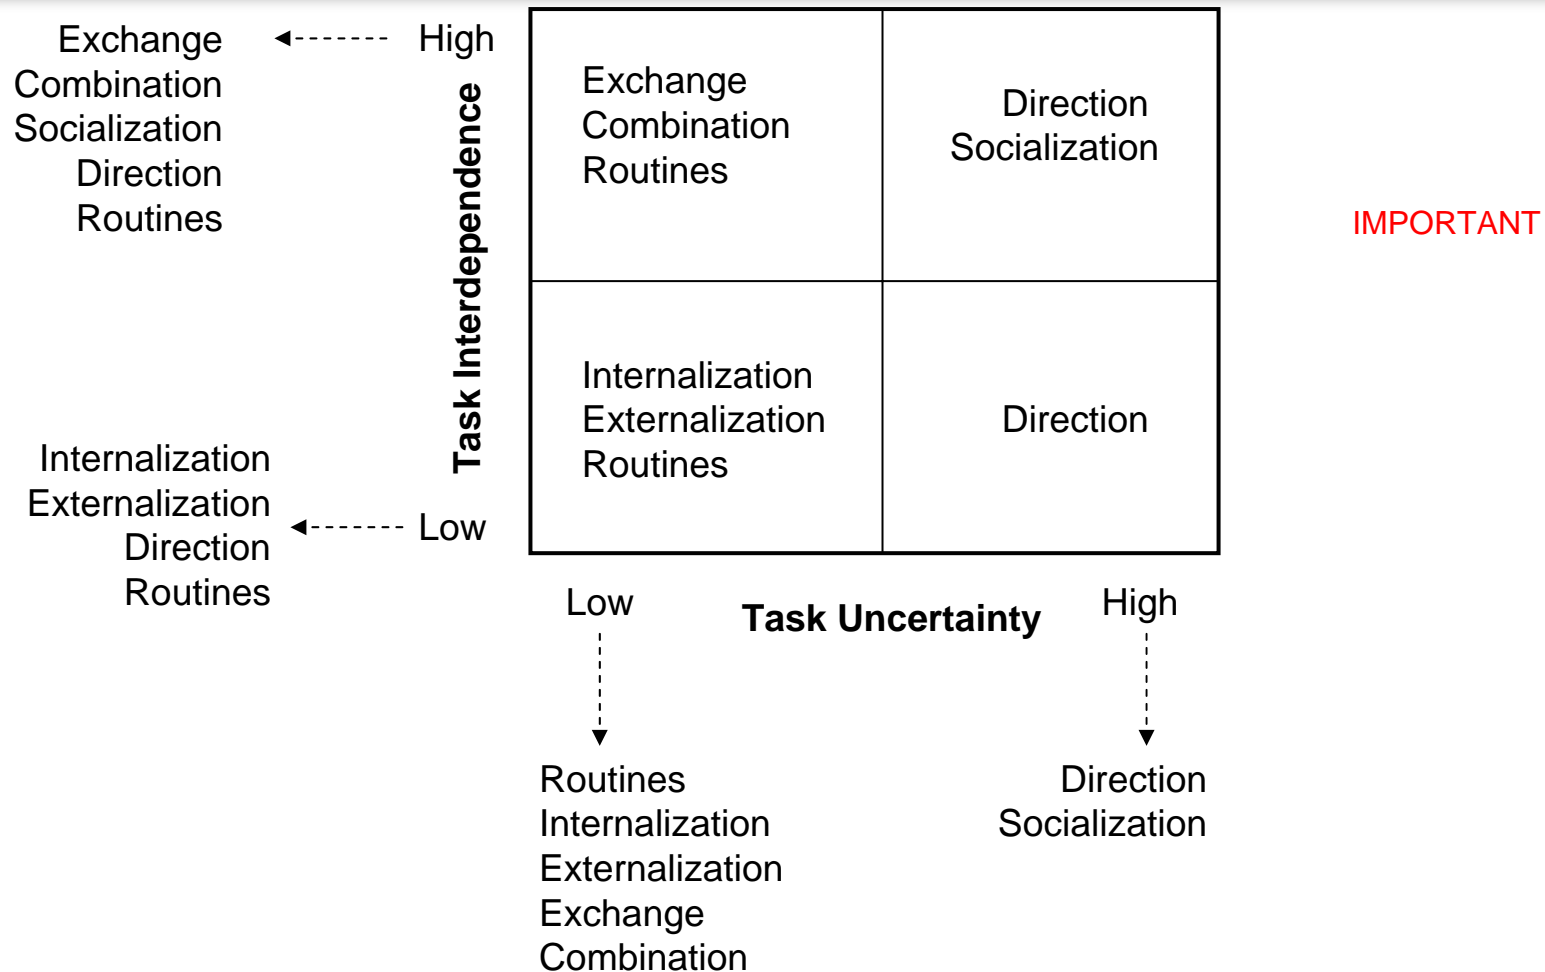 Exchange
Combination
Socialization
Direction
Routines
High
Task Interdependence
Exchange
Combination
Routines
Direction
Socialization
IMPORTANT
Internalization
Externalization
Direction
Routines
Low
Internalization
Externalization
Routines
Direction
Low
Task Uncertainty
High
Routines
Internalization
Externalization
Exchange
Combination
Direction
Socialization